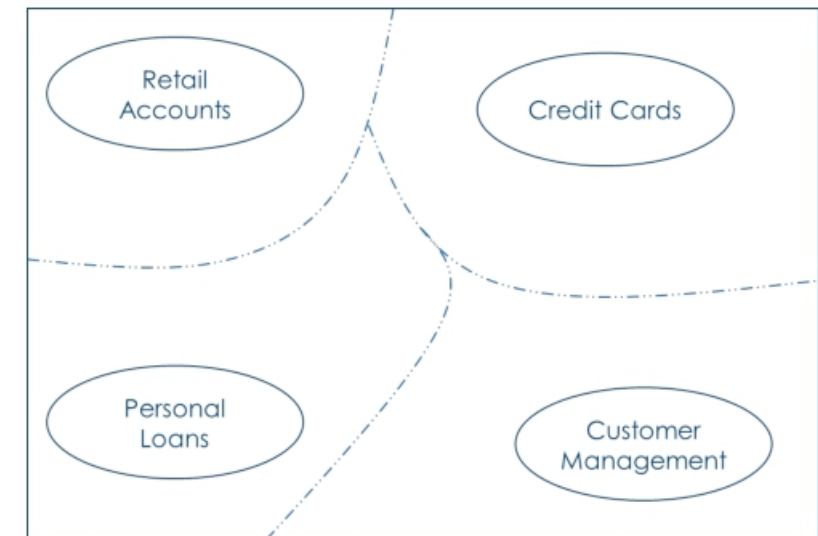 Retail
Accounts
Credit Cards
Personal
Loans
Customer
Management